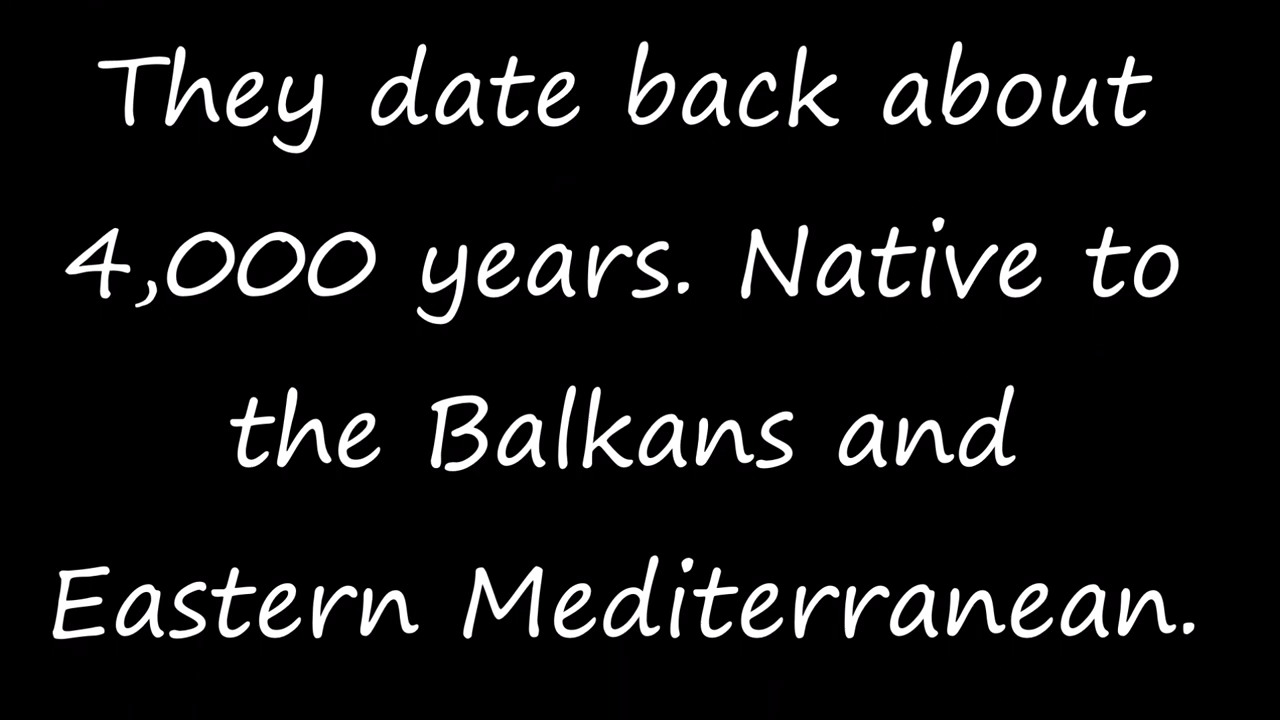 They date back about
4,000 years. Native to
the Balkans and
Eastern Mediterranean.